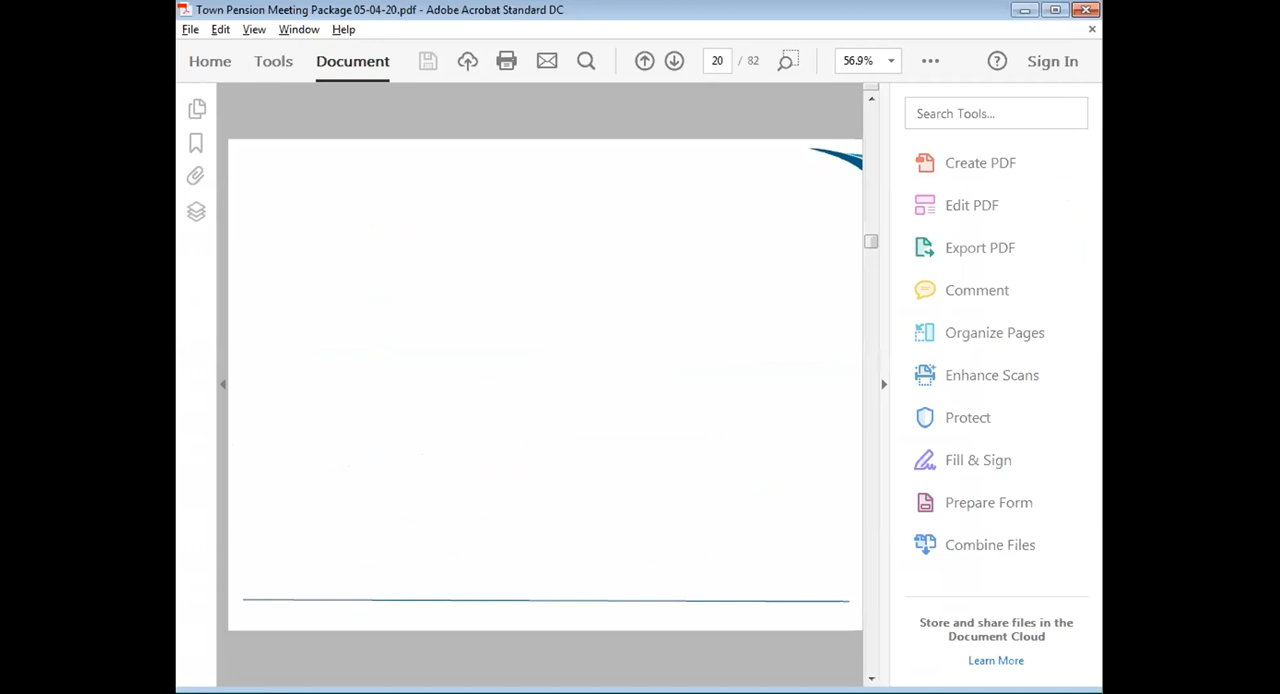 Town Pension Meeting Package 05-04-20.pdf - Adobe Acrobat Standard DC
File Edit View Window Help
Home Tools Document 20 / 82 56.9% Sign In
Search Tools...
Create PDF
Edit PDF
Export PDF
Comment
Organize Pages
Enhance Scans
Protect
Fill & Sign
Prepare Form
Combine Files
Store and share files in the
Document Cloud
Learn More